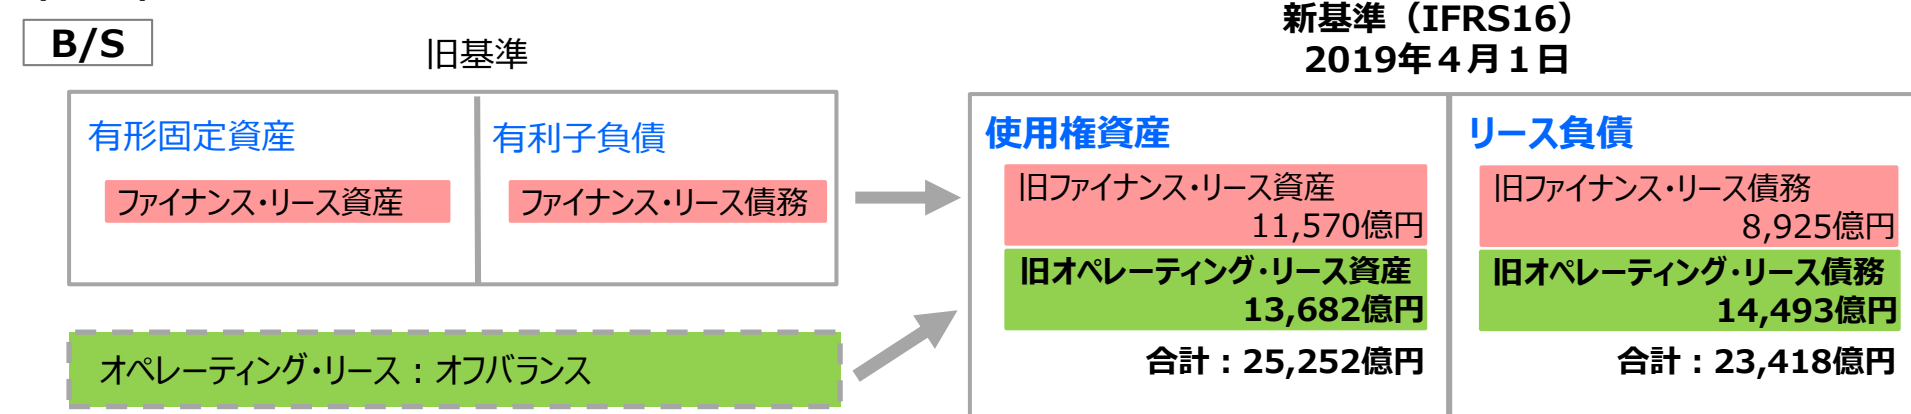 B/S
旧基準
有形固定資産
ファイナンス・リース資産
有利子負債
ファイナンス・リース債務
オペレーティング・リース：オフバランス
新基準（IFRS16）
2019年４月１日
使用権資産
旧ファイナンス・リース資産
11,570億円
旧オペレーティング・リース資産
13,682億円
合計：25,252億円
リース負債
旧ファイナンス・リース債務
8,925億円
旧オペレーティング・リース債務
14,493億円
合計：23,418億円